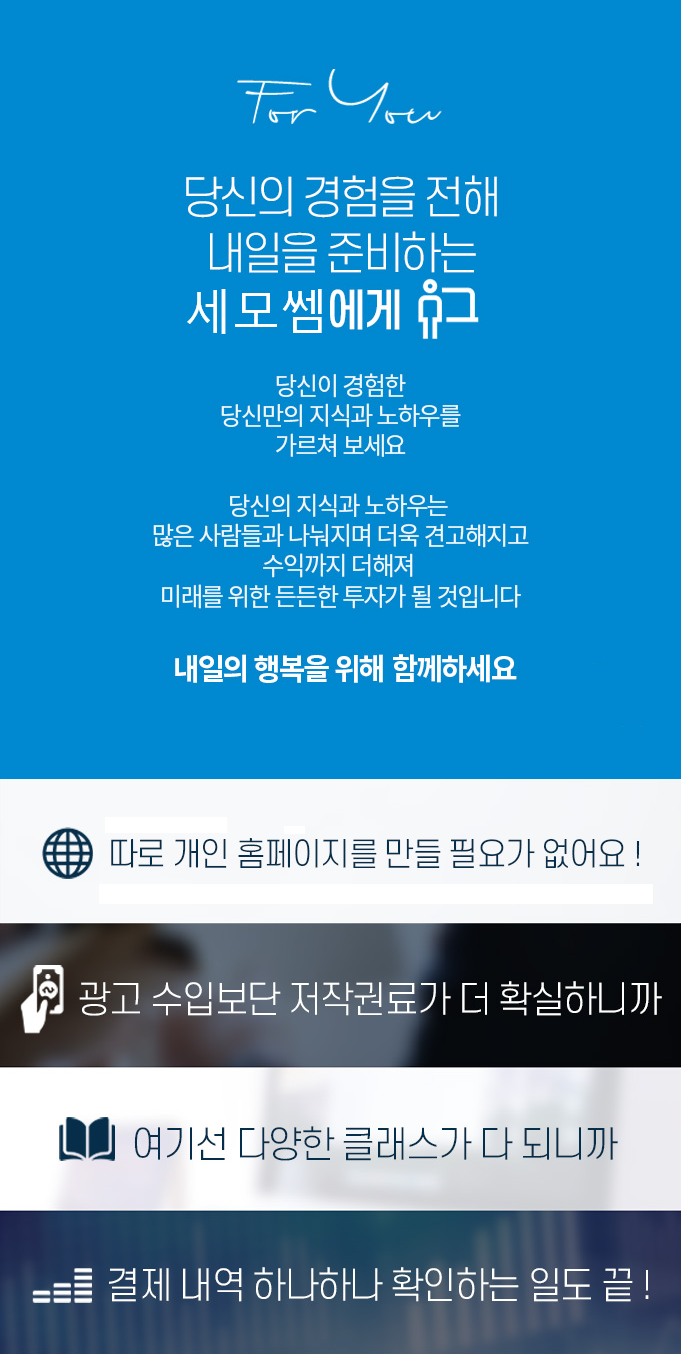 For You
당신의 경험을 전해
내일을 준비하는
세모쎔에게
당신이 경험한
당신만의 지식과 노하우를
가르쳐 보세요
당신의 지식과 노하우는
많은 사람들과 나눠지며 더욱 견고해지고
수익까지 더해져
미래를 위한 든든한 투자가 될 것입니다
내일의 행복을 위해 함께하세요
따로 개인 홈페이지를 만들 필요가 없어요 !
광고 수입보단 저작권료가 더 확실하니까
여기선 다양한 클래스가 다 되니까
결제 내역 하나하나 확인하는 일도 끝 !